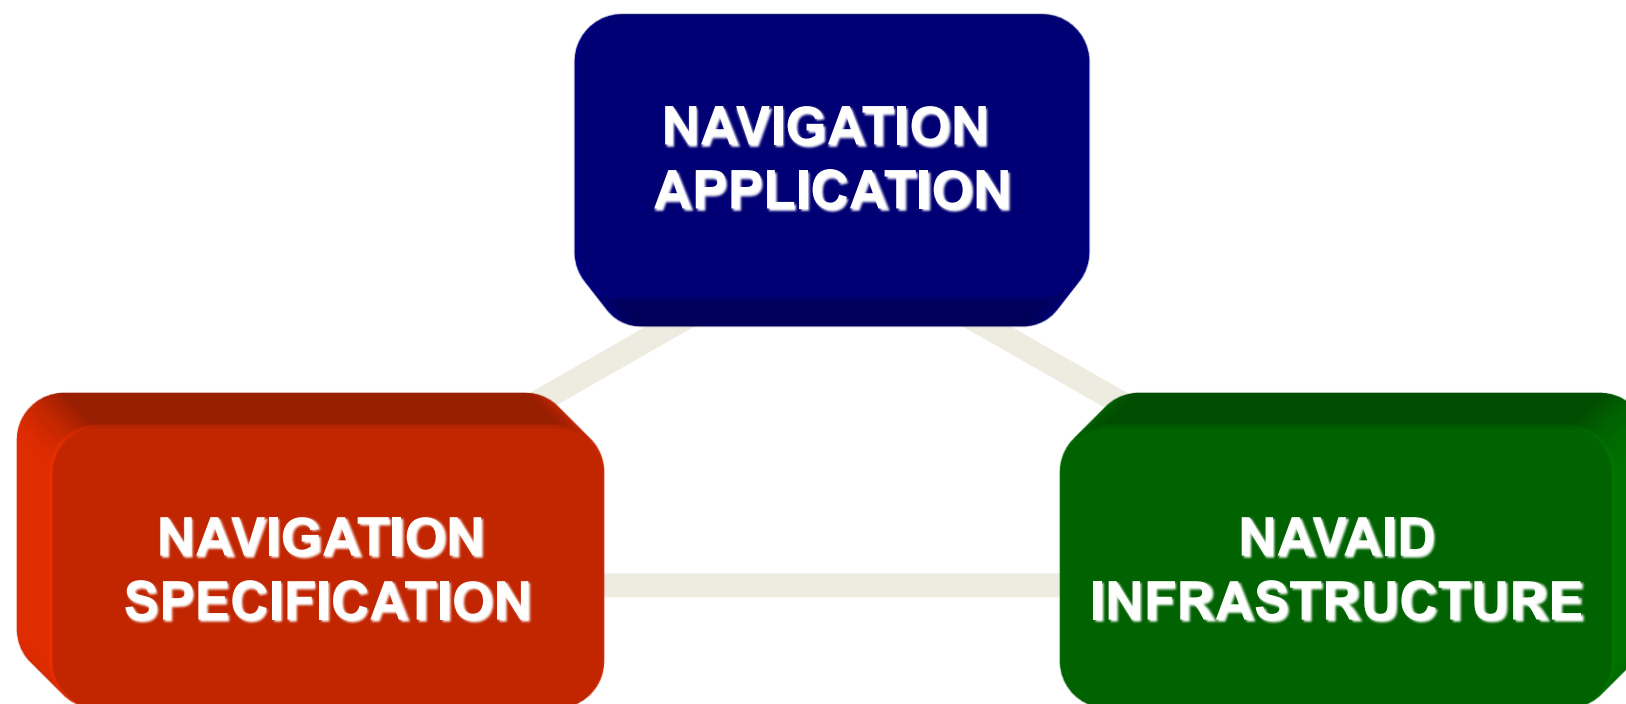 NAVIGATION
APPLICATION
NAVIGATION
SPECIFICATION
NAVAID
INFRASTRUCTURE